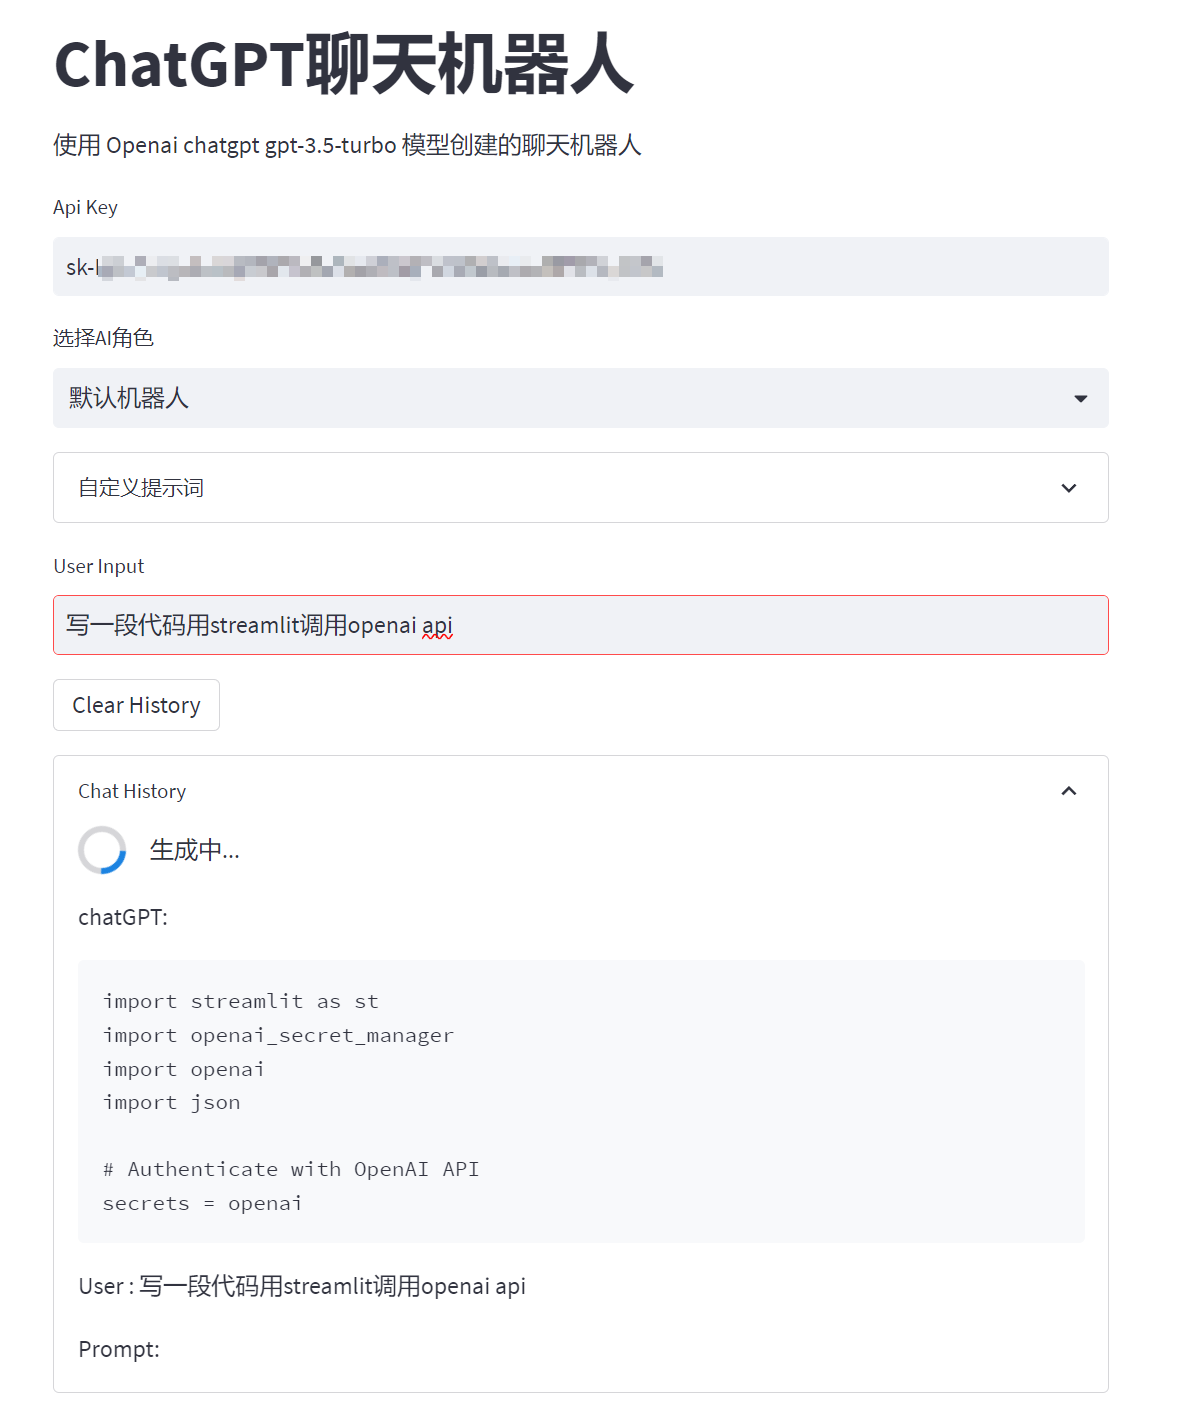 ChatGPT聊天机器人
使用 Openai chatgpt gpt-3.5-turbo 模型创建的聊天机器人
Api Key
sk-
选择AI角色
默认机器人
自定义提示词
User Input
写一段代码用streamlit调用openai api
Clear History
Chat History
生成中...
chatGPT:
import streamlit as st
import openai_secret_manager
import openai
import json
# Authenticate with OpenAI API
secrets = openai
User : 写一段代码用streamlit调用openai api
Prompt: